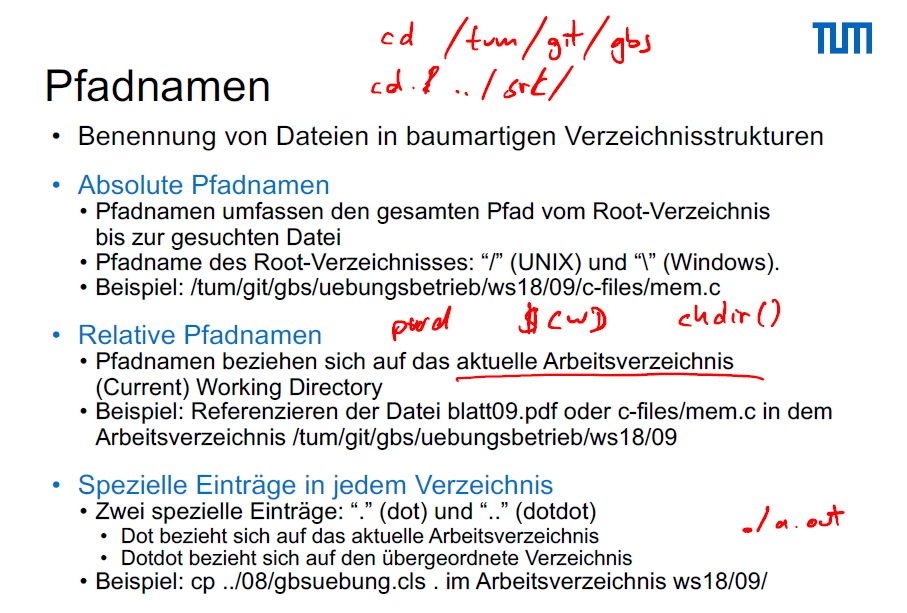 cd /tum/git/gbs
TUM
Pfadnamen
cd ../srt/
• Benennung von Dateien in baumartigen Verzeichnisstrukturen
• Absolute Pfadnamen
• Pfadnamen umfassen den gesamten Pfad vom Root-Verzeichnis
bis zur gesuchten Datei
• Pfadname des Root-Verzeichnisses: “/” (UNIX) und “\” (Windows).
• Beispiel: /tum/git/gbs/uebungsbetrieb/ws18/09/c-files/mem.c
pwd $CWD chdir()
• Relative Pfadnamen
• Pfadnamen beziehen sich auf das aktuelle Arbeitsverzeichnis
(Current) Working Directory
• Beispiel: Referenzieren der Datei blatt09.pdf oder c-files/mem.c in dem
Arbeitsverzeichnis /tum/git/gbs/uebungsbetrieb/ws18/09
• Spezielle Einträge in jedem Verzeichnis
• Zwei spezielle Einträge: “.” (dot) und “..” (dotdot)
./a.out
• Dot bezieht sich auf das aktuelle Arbeitsverzeichnis
• Dotdot bezieht sich auf den übergeordnete Verzeichnis
• Beispiel: cp ../08/gbsuebung.cls . im Arbeitsverzeichnis ws18/09/